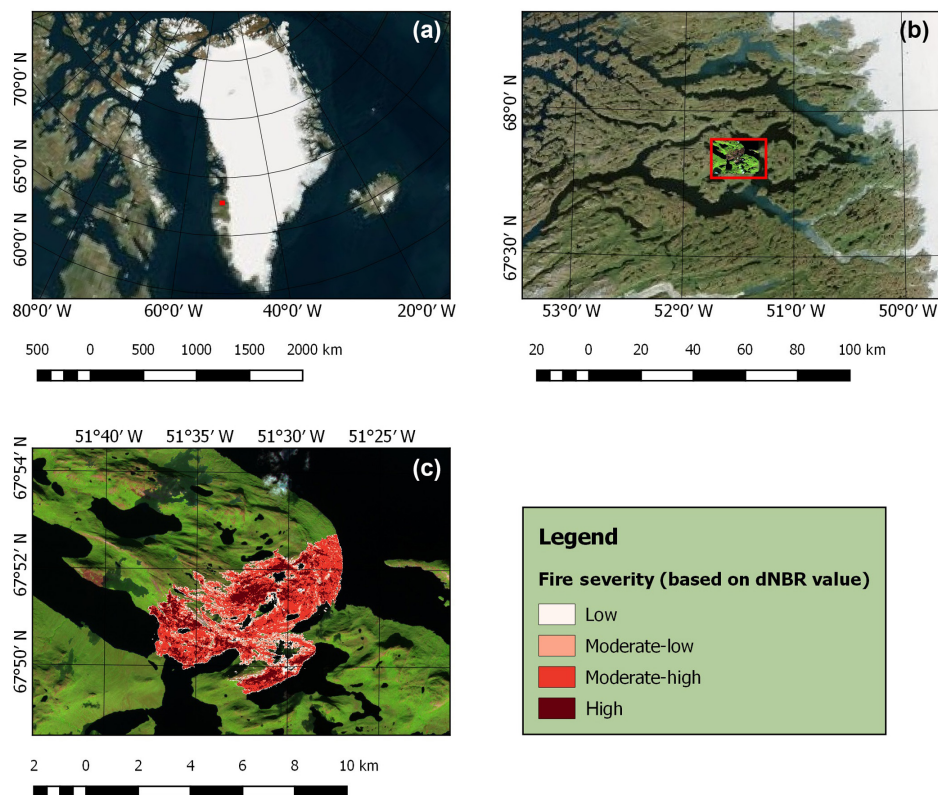 (a)
70°0′ N
65°0′ N
60°0′ N
80°0′ W
60°0′ W
40°0′ W
20°0′ W
500 0 500 1000 1500 2000 km
(b)
68°0′ N
67°30′ N
53°0′ W
52°0′ W
51°0′ W
50°0′ W
20 0 20 40 60 80 100 km
51°40′ W 51°35′ W 51°30′ W 51°25′ W
(c)
67°54′ N
67°52′ N
67°50′ N
2 0 2 4 6 8 10 km
Legend
Fire severity (based on dNBR value)
Low
Moderate-low
Moderate-high
High